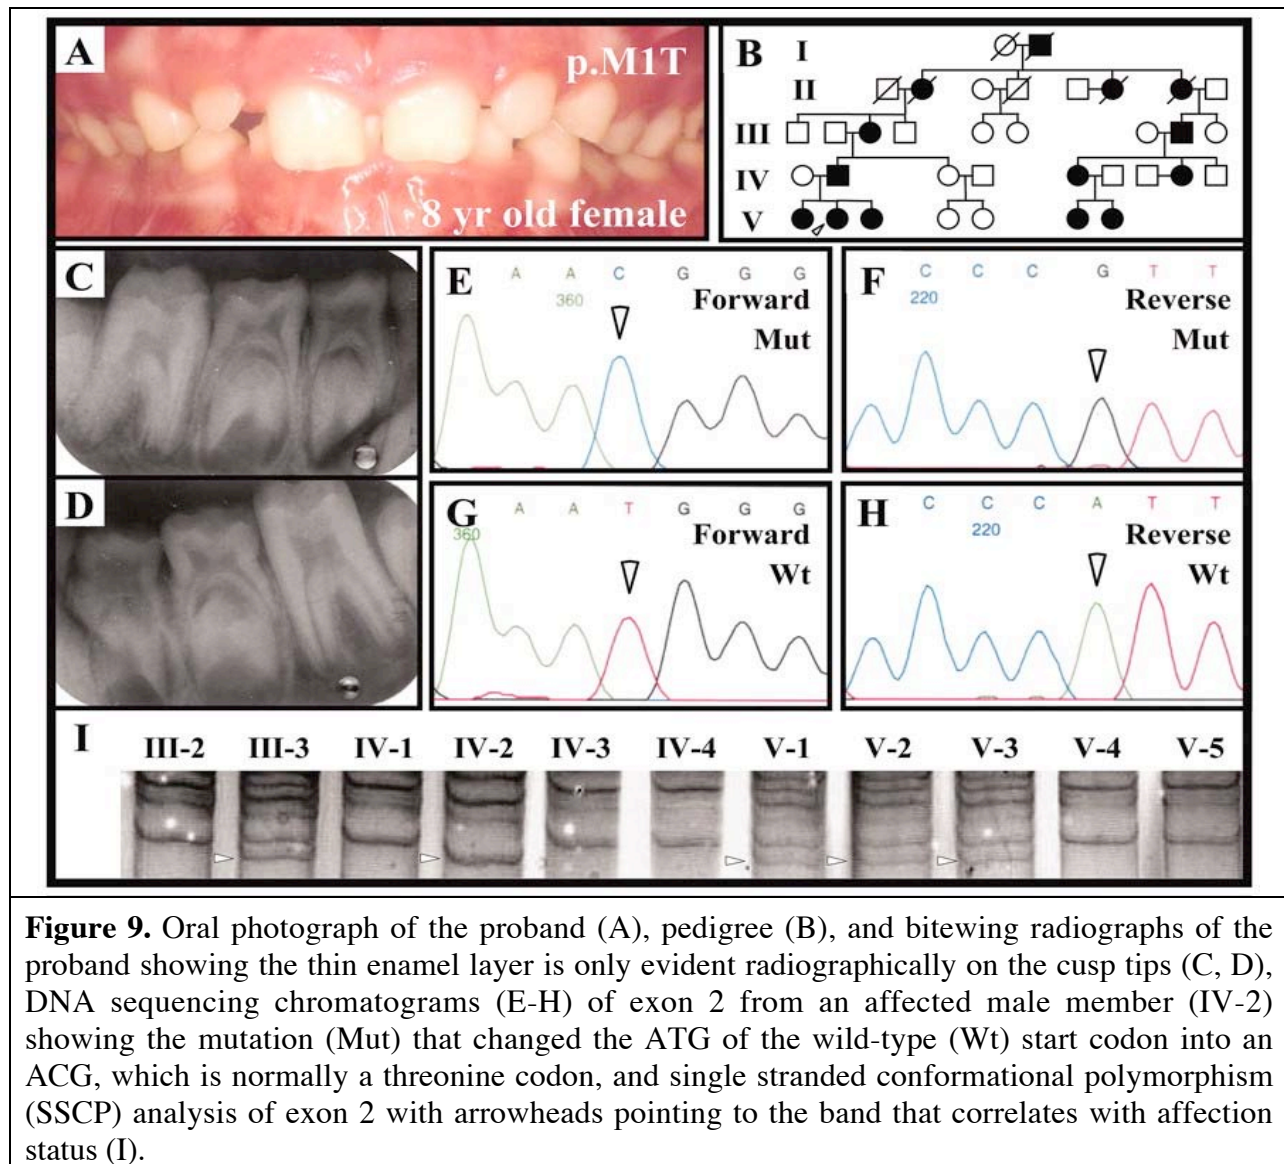 A
p.M1T
8 yr old female
B
I
II
III
IV
V
C
D
E
A A C G G G
360
Forward
Mut
F
C C C G T T
220
Reverse
Mut
G
A A T G G G
360
Forward
Wt
H
C C C A T T
220
Reverse
Wt
I
III-2 III-3 IV-1 IV-2 IV-3 IV-4 V-1 V-2 V-3 V-4 V-5
Figure 9. Oral photograph of the proband (A), pedigree (B), and bitewing radiographs of the
proband showing the thin enamel layer is only evident radiographically on the cusp tips (C, D),
DNA sequencing chromatograms (E-H) of exon 2 from an affected male member (IV-2)
showing the mutation (Mut) that changed the ATG of the wild-type (Wt) start codon into an
ACG, which is normally a threonine codon, and single stranded conformational polymorphism
(SSCP) analysis of exon 2 with arrowheads pointing to the band that correlates with affection
status (I).